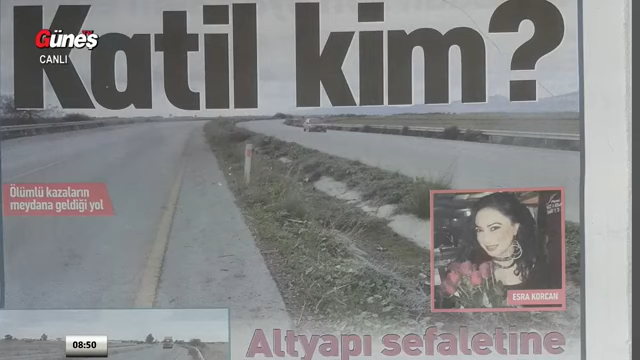 Katil kim?
Güneş
CANLI
Ölümlü kazaların
meydana geldiği yol
ESRA KORCAN
08:50
Altyapı sefaletine